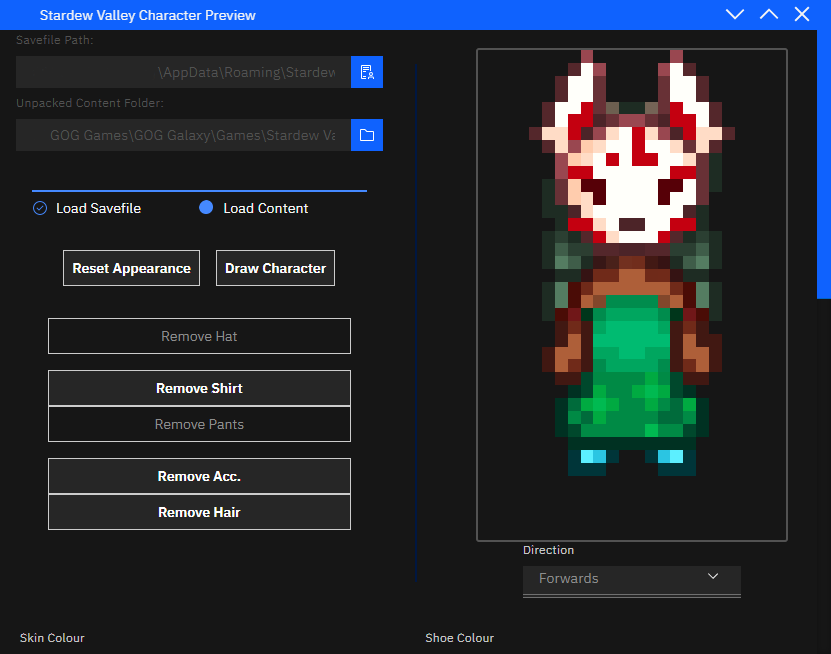 Stardew Valley Character Preview
Savefile Path:
\AppData\Roaming\Stardew
Unpacked Content Folder:
GOG Games\GOG Galaxy\Games\Stardew Va
Load Savefile
Load Content
Reset Appearance
Draw Character
Remove Hat
Remove Shirt
Remove Pants
Remove Acc.
Remove Hair
Direction
Forwards
Skin Colour
Shoe Colour